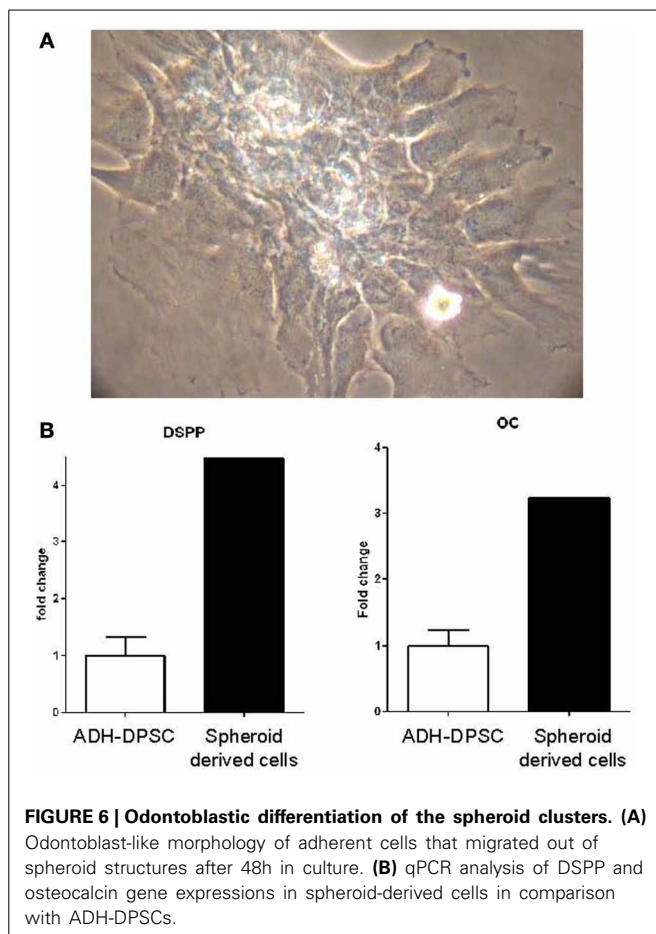 A
B
DSPP
fold change
4
3
2
1
0
ADH-DPSC
Spheroid
derived cells
OC
Fold change
4
3
2
1
0
ADH-DPSC
Spheroid
derived cells
FIGURE 6 | Odontoblastic differentiation of the spheroid clusters. (A)
Odontoblast-like morphology of adherent cells that migrated out of
spheroid structures after 48h in culture. (B) qPCR analysis of DSPP and
osteocalcin gene expressions in spheroid-derived cells in comparison
with ADH-DPSCs.